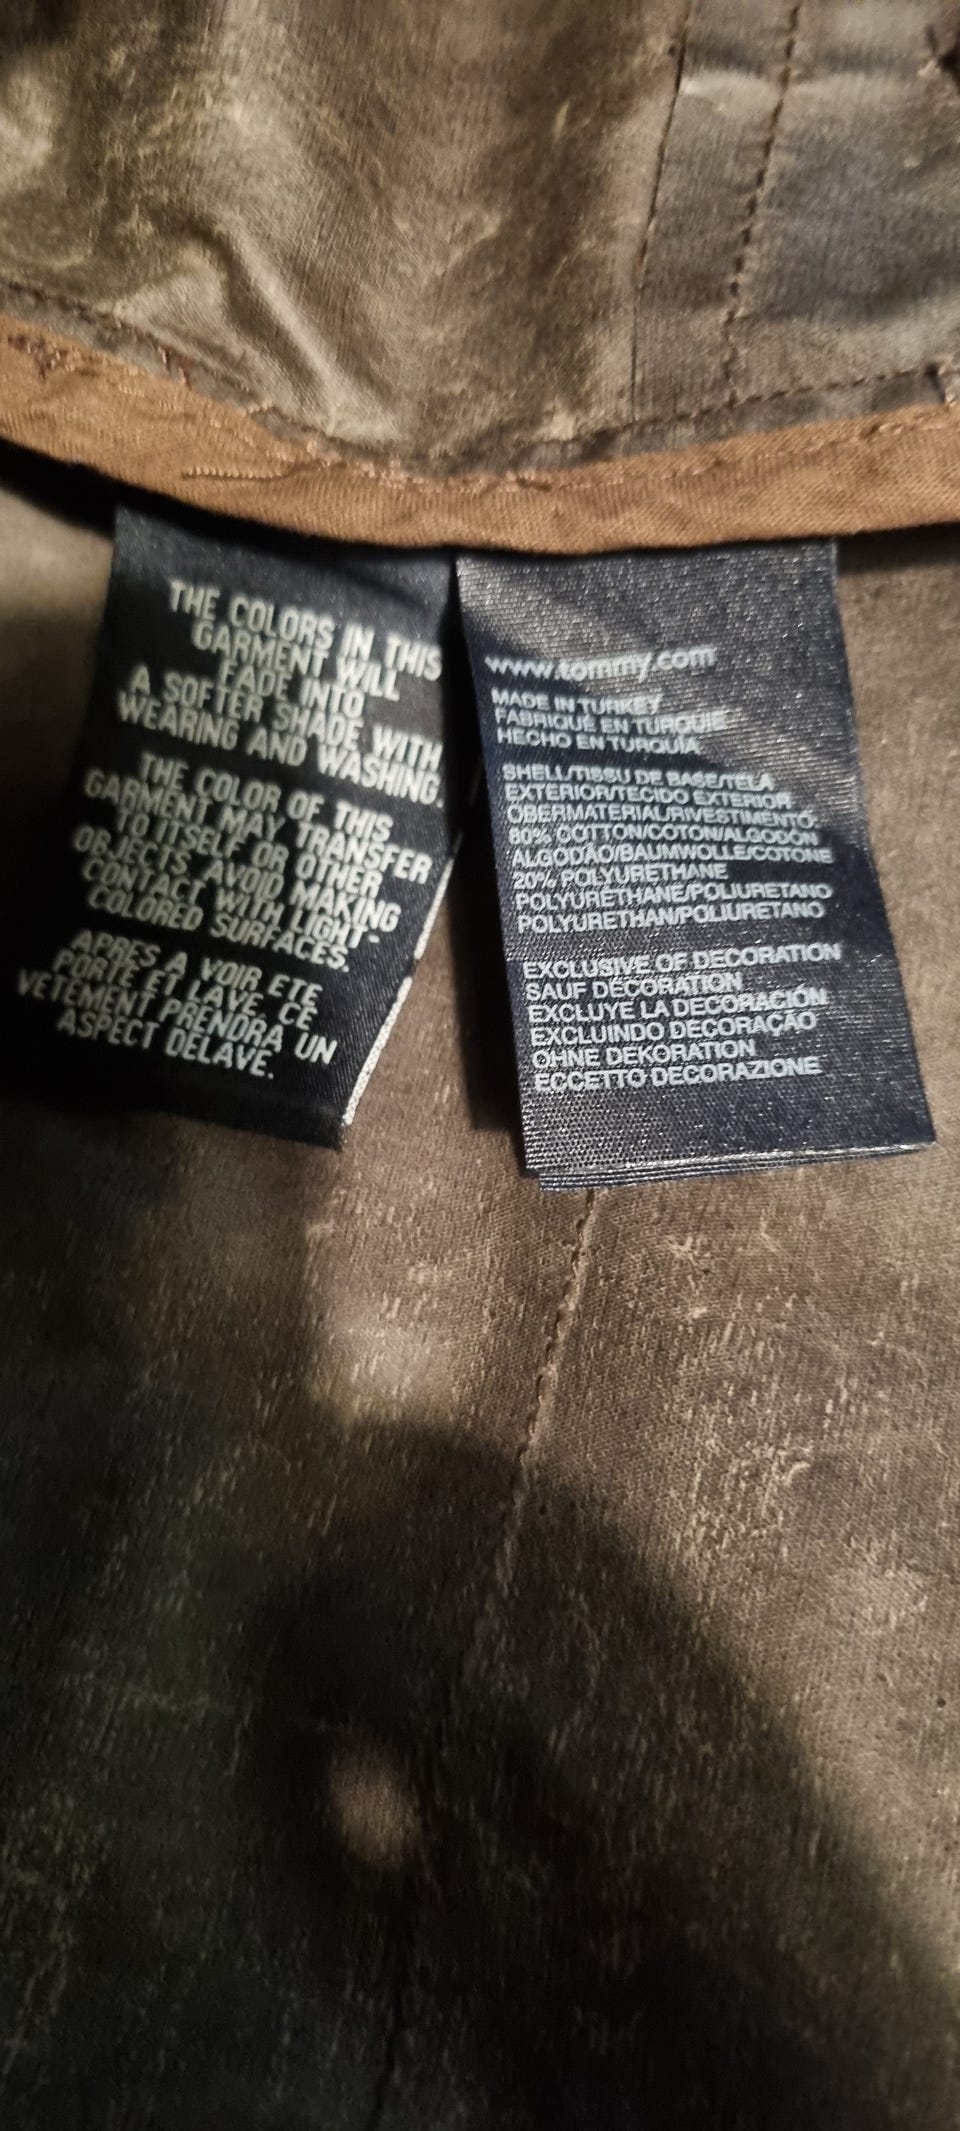 THE COLORS IN THIS
GARMENT WILL
FADE INTO
A SOFTER SHADE WITH
WEARING AND WASHING.
THE COLOR OF THIS
GARMENT MAY TRANSFER
TO ITSELF OR OTHER
OBJECTS. AVOID MAKING
CONTACT WITH LIGHT-
COLORED SURFACES.
APRES A VOIR ETE
PORTE ET LAVE. CE
VETEMENT PRENDRA UN
ASPECT DELAVE.
www.tommy.com
MADE IN TURKEY
FABRIQUÉ EN TURQUIE
HECHO EN TURQUÍA
SHELL/TISSU DE BASE/TELA
EXTERIOR/TECIDO EXTERIOR
OBERMATERIAL/RIVESTIMENTO:
80% COTTON/COTON/ALGODÓN
ALGODÃO/BAUMWOLLE/COTONE
20% POLYURETHANE
POLYURÉTHANE/POLIURETANO
POLYURETHAN/POLIURETANO
EXCLUSIVE OF DECORATION
SAUF DÉCORATION
EXCLUYE LA DECORACIÓN
EXCLUINDO DECORAÇÃO
OHNE DEKORATION
ECCETTO DECORAZIONE